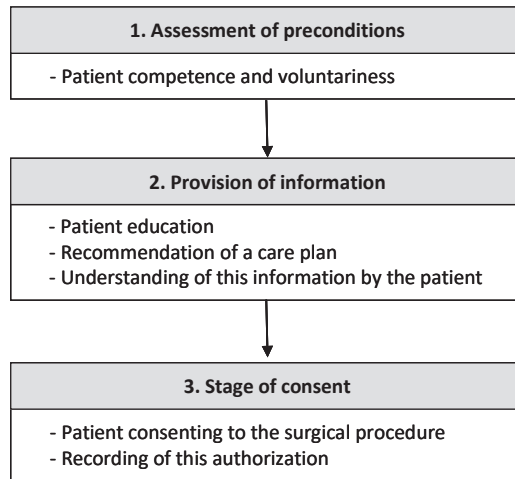 1. Assessment of preconditions
- Patient competence and voluntariness
2. Provision of information
- Patient education
- Recommendation of a care plan
- Understanding of this information by the patient
3. Stage of consent
- Patient consenting to the surgical procedure
- Recording of this authorization